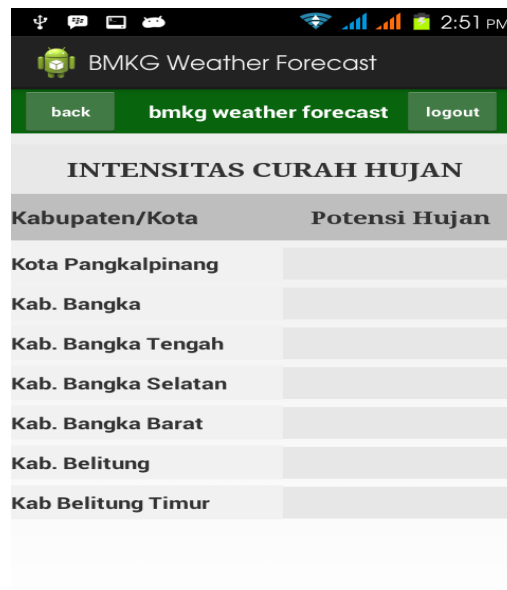 2:51 PM
BMKG Weather Forecast
back bmkg weather forecast logout
INTENSITAS CURAH HUJAN
Kabupaten/Kota Potensi Hujan
Kota Pangkalpinang
Kab. Bangka
Kab. Bangka Tengah
Kab. Bangka Selatan
Kab. Bangka Barat
Kab. Belitung
Kab Belitung Timur